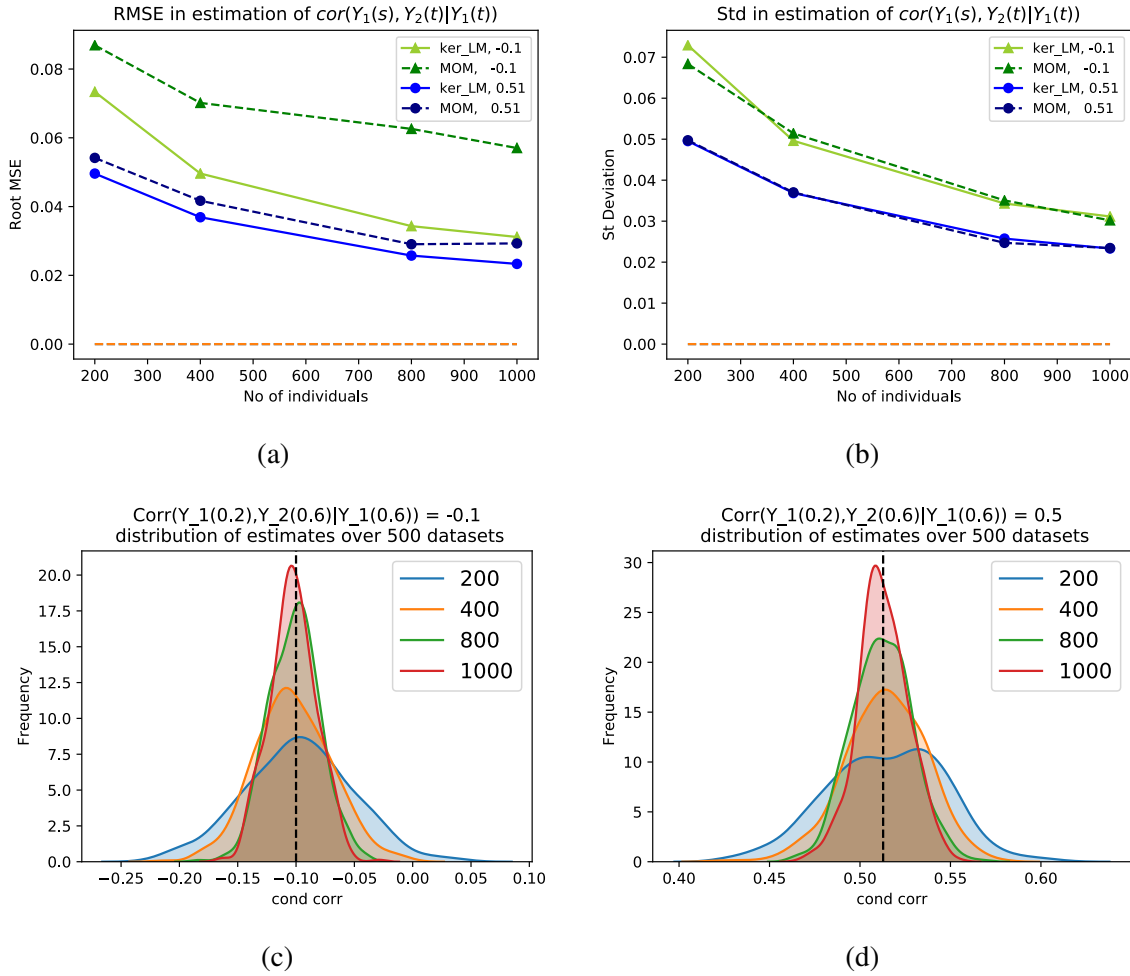 RMSE in estimation of cor(Y₁(s), Y₂(t)|Y₁(t))
ker_LM, -0.1
MOM, -0.1
ker_LM, 0.51
MOM, 0.51
Root MSE
0.08
0.06
0.04
0.02
0.00
200 300 400 500 600 700 800 900 1000
No of individuals
(a)
Std in estimation of cor(Y₁(s), Y₂(t)|Y₁(t))
ker_LM, -0.1
MOM, -0.1
ker_LM, 0.51
MOM, 0.51
St Deviation
0.07
0.06
0.05
0.04
0.03
0.02
0.01
0.00
200 300 400 500 600 700 800 900 1000
No of individuals
(b)
Corr(Y_1(0.2),Y_2(0.6)|Y_1(0.6)) = -0.1
distribution of estimates over 500 datasets
200
400
800
1000
Frequency
20.0
17.5
15.0
12.5
10.0
7.5
5.0
2.5
0.0
−0.25 −0.20 −0.15 −0.10 −0.05 0.00 0.05 0.10
cond corr
(c)
Corr(Y_1(0.2),Y_2(0.6)|Y_1(0.6)) = 0.5
distribution of estimates over 500 datasets
200
400
800
1000
Frequency
30
25
20
15
10
5
0
0.40 0.45 0.50 0.55 0.60
cond corr
(d)